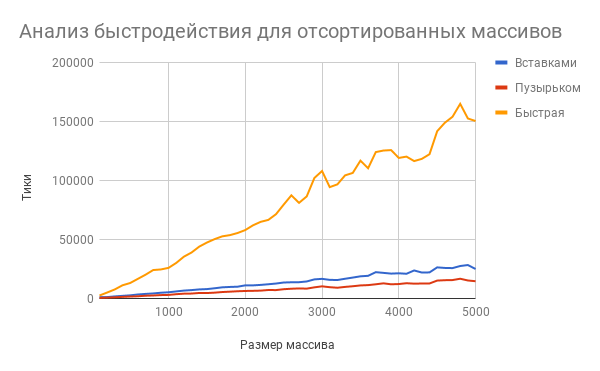 Анализ быстродействия для отсортированных массивов
200000
150000
100000
50000
0
Тики
1000
2000
3000
4000
5000
Размер массива
Вставками
Пузырьком
Быстрая